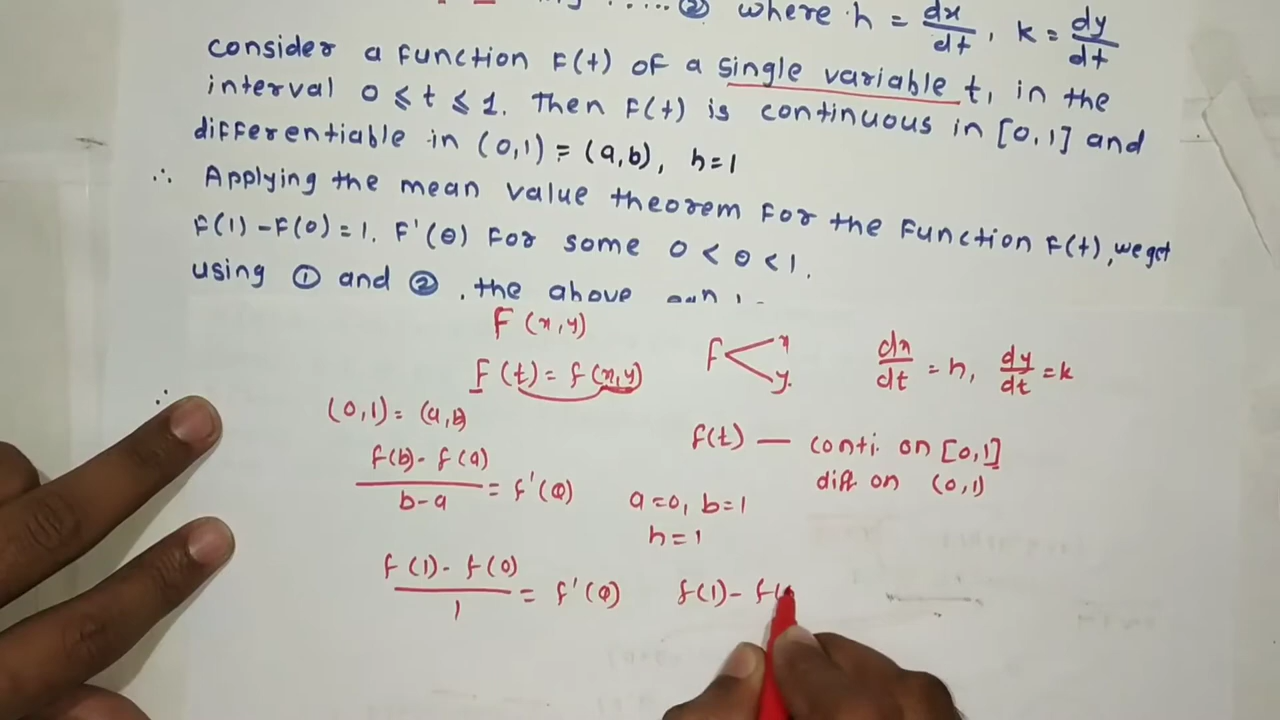 ..... ② where h = dx/dt, k = dy/dt
consider a function F(t) of a single variable t, in the
interval 0 ⩽ t ⩽ 1. Then F(t) is continuous in [0,1] and
differentiable in (0,1) = (a,b), h=1
∴ Applying the mean value theorem for the function F(t), we get
F(1) - F(0) = 1. F'(θ) for some 0 < θ < 1.
using ① and ②, the above
F (x,y)
F (t) = f(x,y)
f < x y.
dx/dt = h, dy/dt = k
(0,1) = (a,b)
f(t) — conti. on [0,1]
diff on (0,1)
f(b) - f(a) / b-a = f'(θ)
a=0, b=1
h=1
f(1) - f(0) / 1 = f'(θ)
f(1) - f(